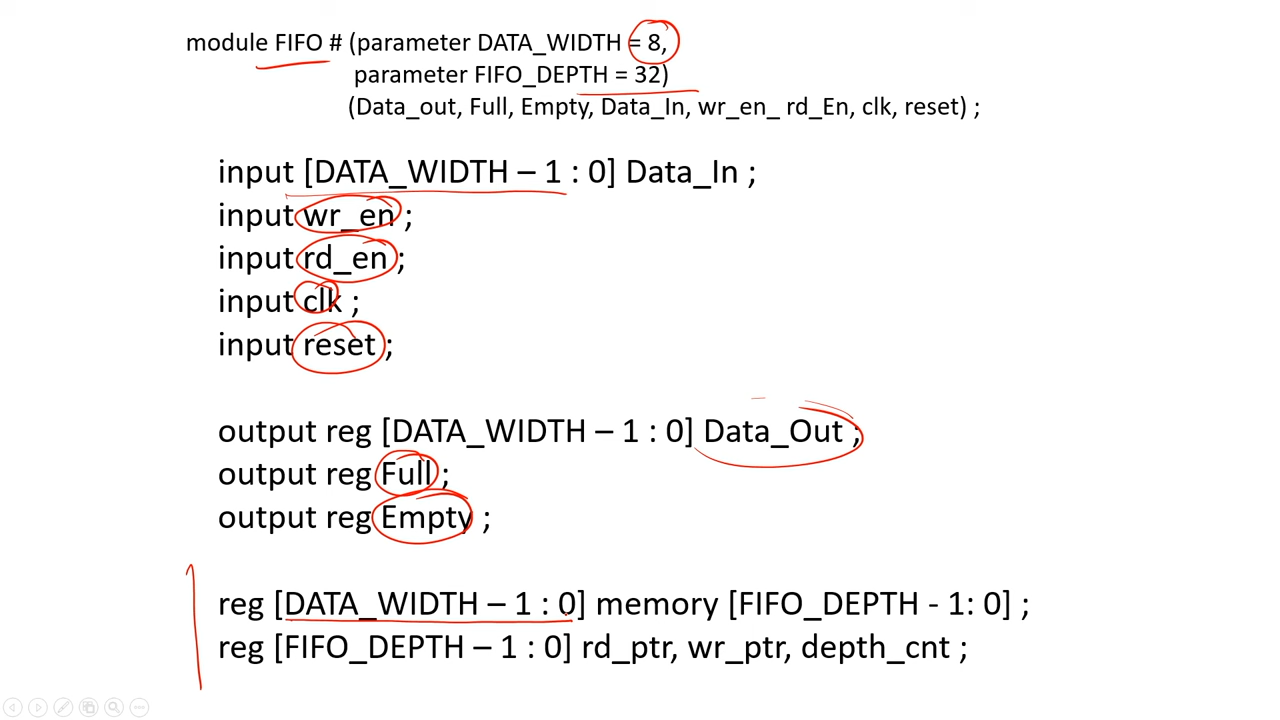 module FIFO # (parameter DATA_WIDTH = 8,
parameter FIFO_DEPTH = 32)
(Data_out, Full, Empty, Data_In, wr_en_ rd_En, clk, reset) ;
input [DATA_WIDTH – 1 : 0] Data_In ;
input wr_en ;
input rd_en ;
input clk ;
input reset ;
output reg [DATA_WIDTH – 1 : 0] Data_Out ;
output reg Full ;
output reg Empty ;
reg [DATA_WIDTH – 1 : 0] memory [FIFO_DEPTH - 1: 0] ;
reg [FIFO_DEPTH – 1 : 0] rd_ptr, wr_ptr, depth_cnt ;